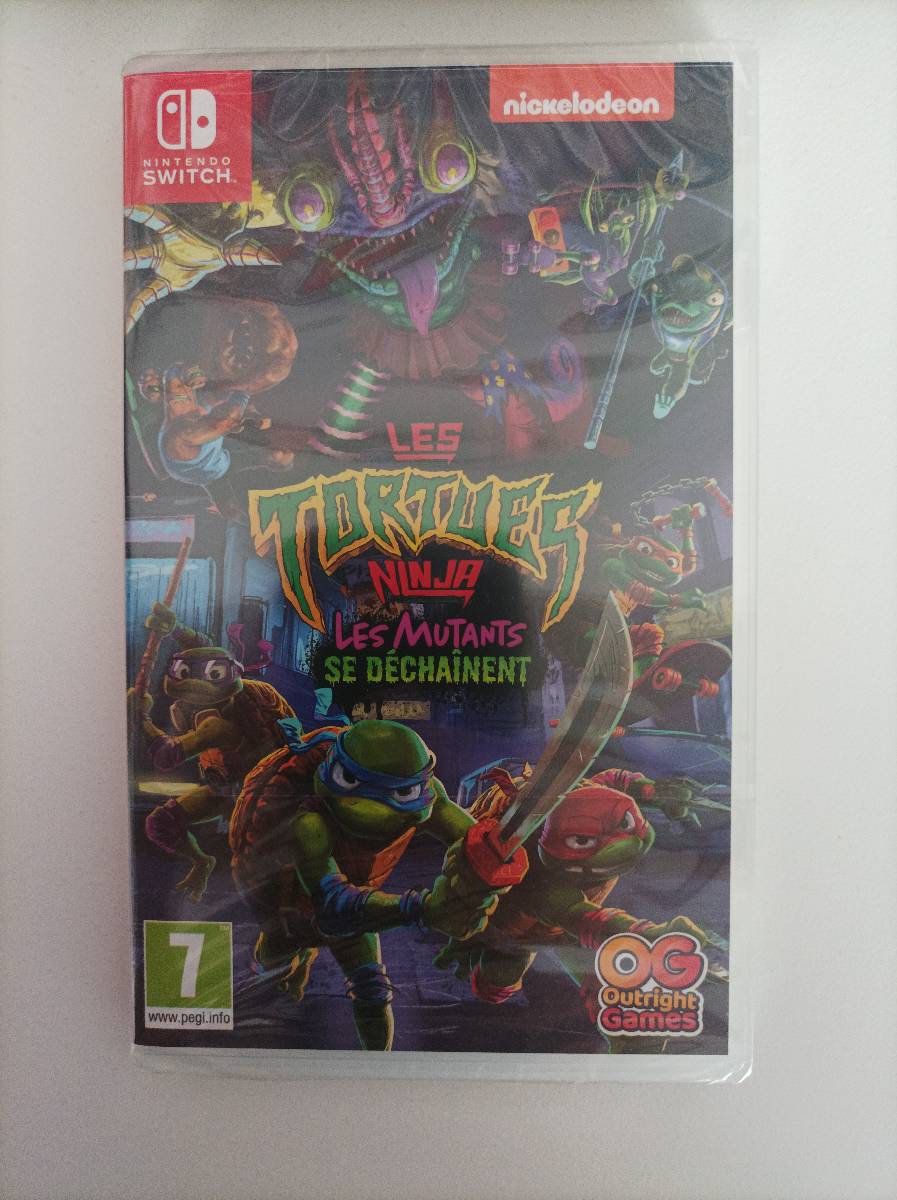 NINTENDO
SWITCH
nickelodeon
LES
TORTUES
NINJA
LES MUTANTS
SE DÉCHAÎNENT
7
www.pegi.info
OG
Outright
Games